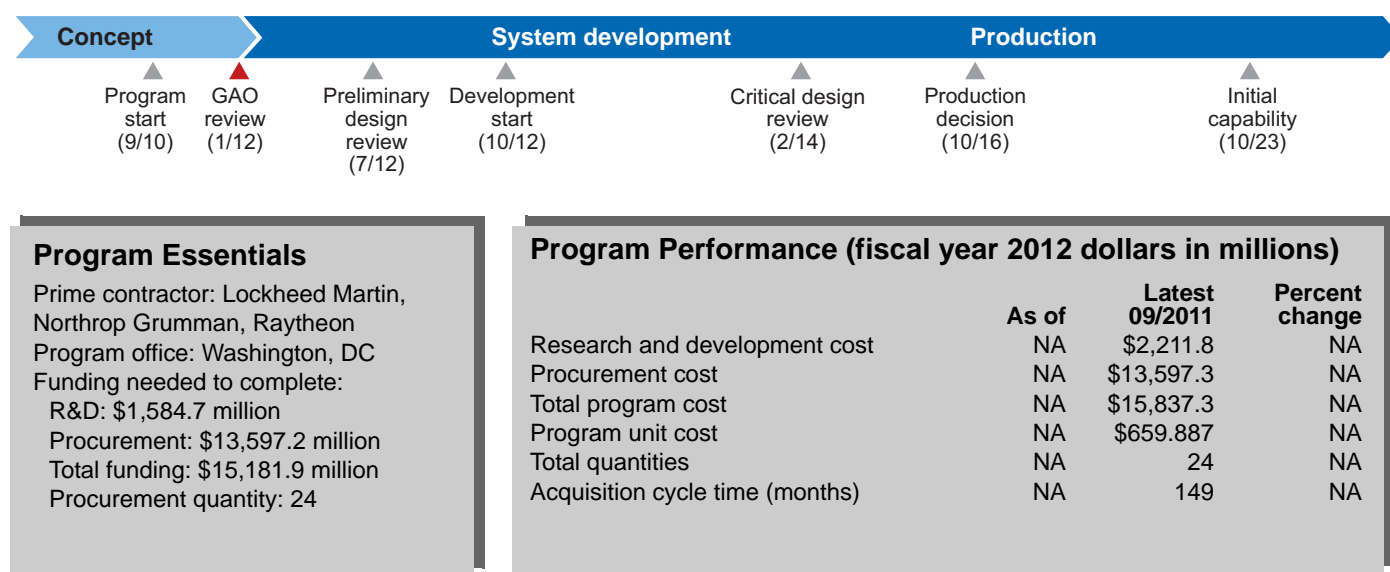 Concept
System development
Production
Program
start
(9/10)
GAO
review
(1/12)
Preliminary
design
review
(7/12)
Development
start
(10/12)
Critical design
review
(2/14)
Production
decision
(10/16)
Initial
capability
(10/23)
Program Essentials
Prime contractor: Lockheed Martin,
Northrop Grumman, Raytheon
Program office: Washington, DC
Funding needed to complete:
R&D: $1,584.7 million
Procurement: $13,597.2 million
Total funding: $15,181.9 million
Procurement quantity: 24
Program Performance (fiscal year 2012 dollars in millions)
As of Latest 09/2011 Percent change
Research and development cost NA $2,211.8 NA
Procurement cost NA $13,597.3 NA
Total program cost NA $15,837.3 NA
Program unit cost NA $659.887 NA
Total quantities NA 24 NA
Acquisition cycle time (months) NA 149 NA